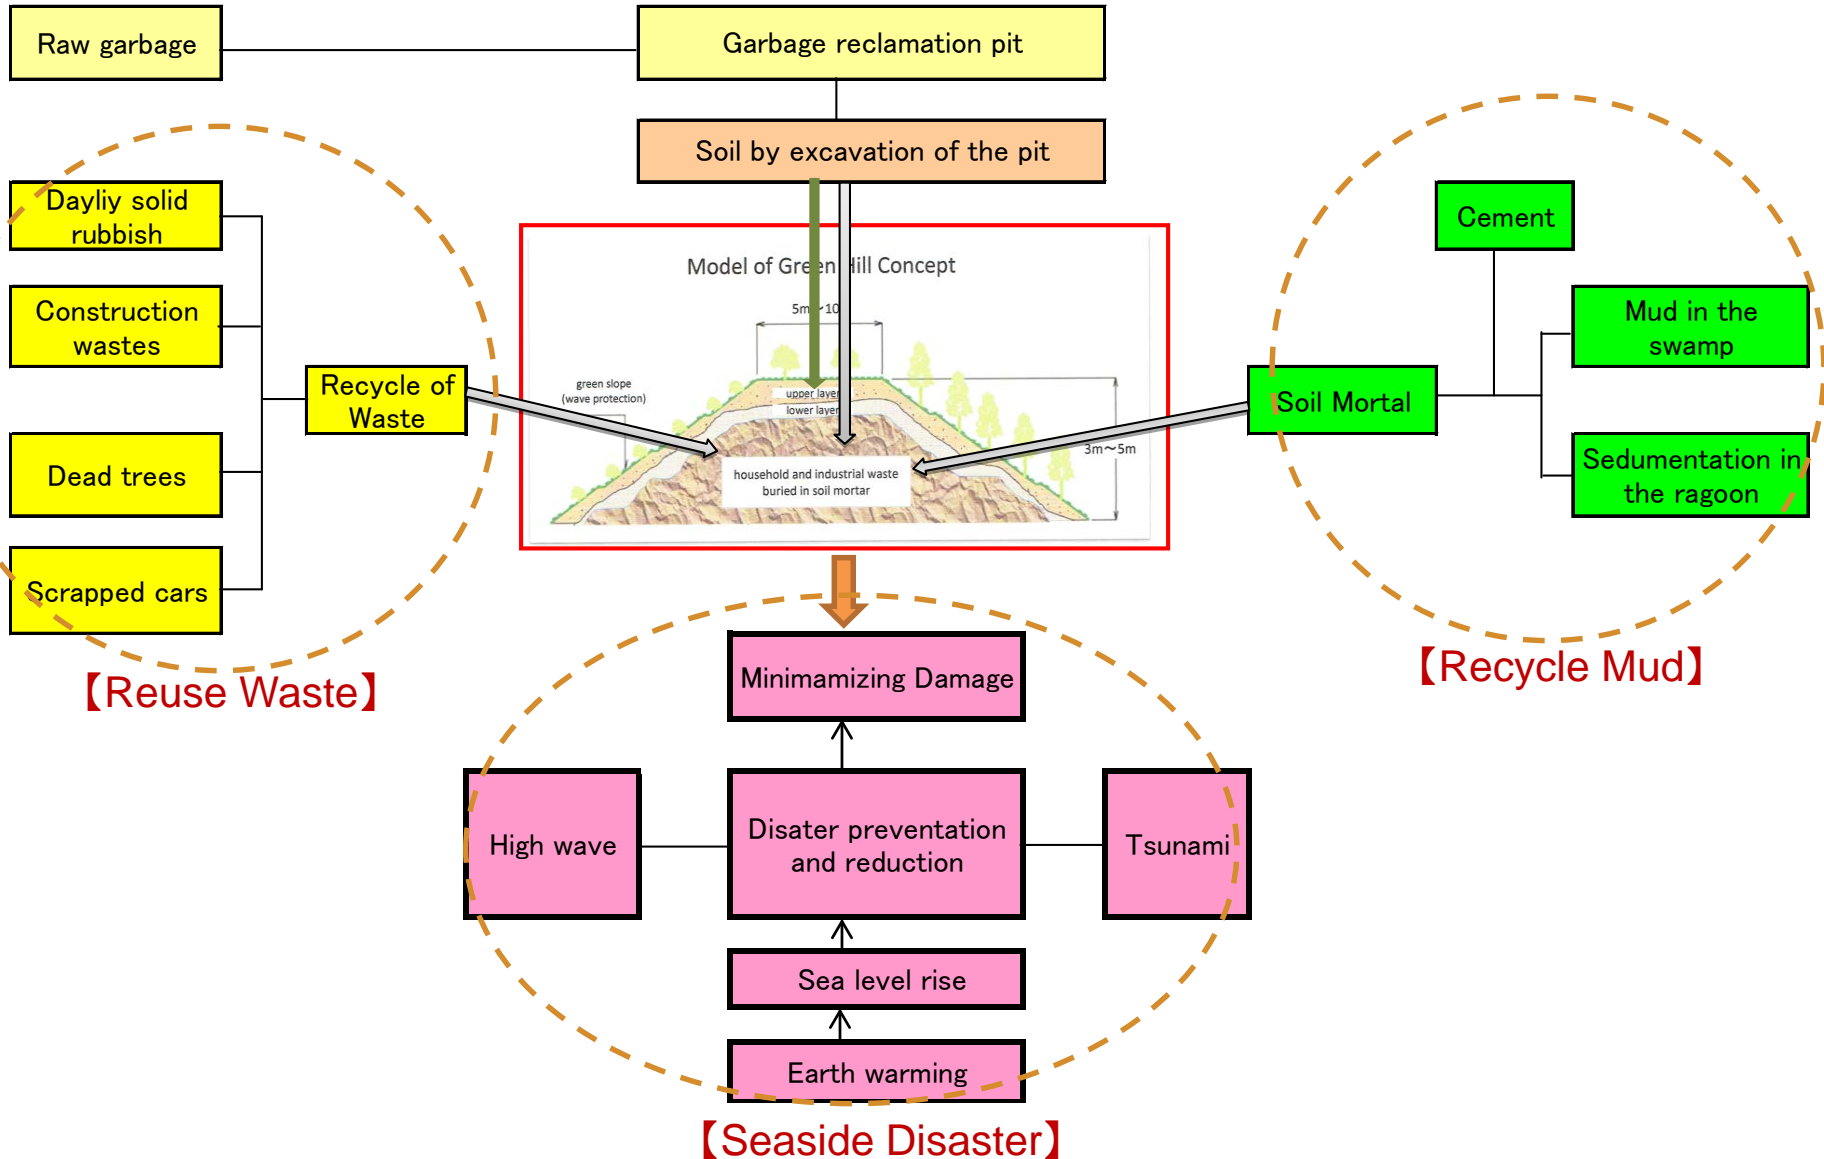 Raw garbage
Garbage reclamation pit
Soil by excavation of the pit
Dayliy solid
rubbish
Construction
wastes
Recycle of
Waste
Dead trees
Scrapped cars
【Reuse Waste】
Model of Green Hill Concept
5m～10
green slope
(wave protection)
upper layer
lower layer
household and industrial waste
buried in soil mortar
3m～5m
Cement
Mud in the
swamp
Soil Mortal
Sedumentation in
the ragoon
【Recycle Mud】
Minimamizing Damage
High wave
Disater preventation
and reduction
Tsunami
Sea level rise
Earth warming
【Seaside Disaster】